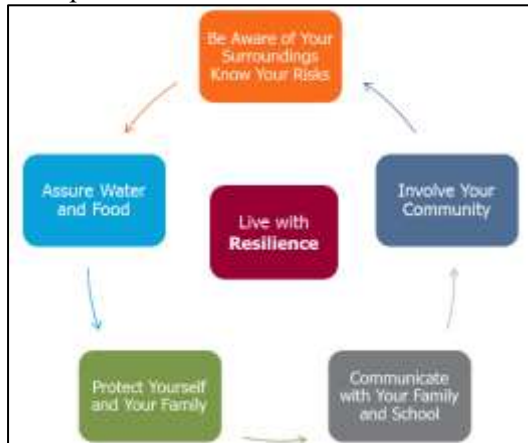 Be Aware of Your
Surroundings
Know Your Risks
Assure Water
and Food
Live with
Resilience
Involve Your
Community
Protect Yourself
and Your Family
Communicate
with Your Family
and School